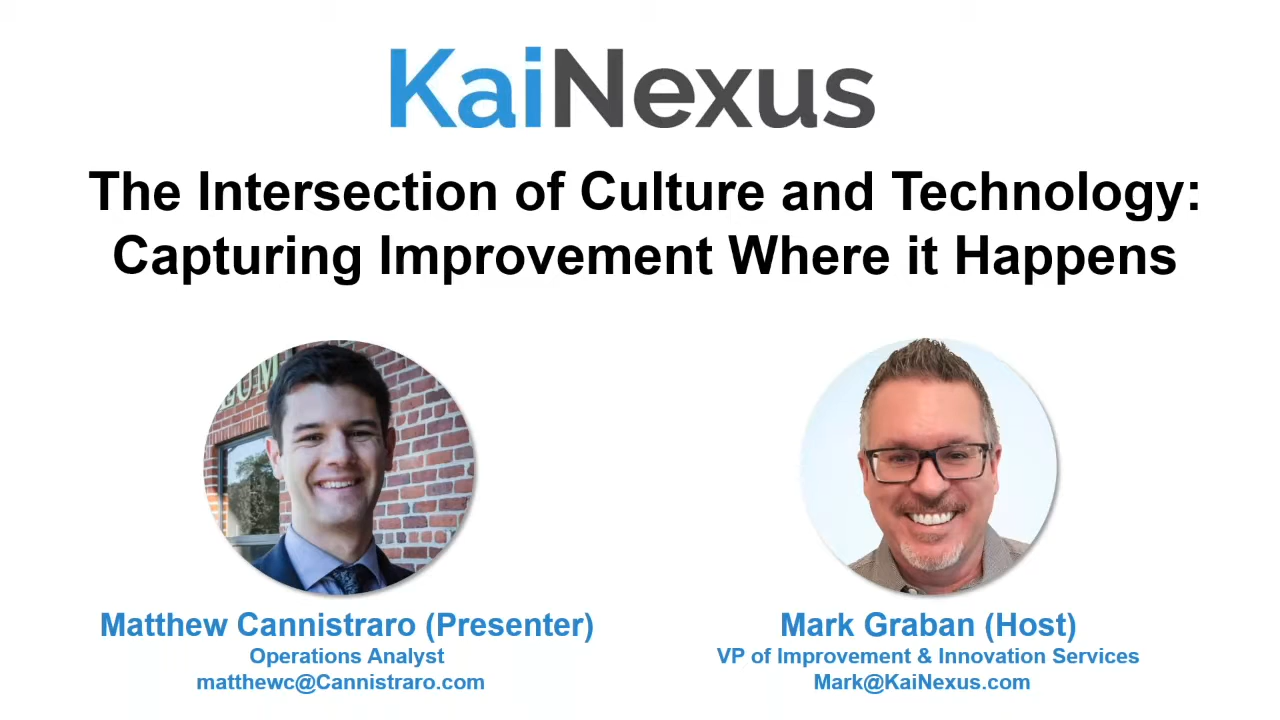 KaiNexus
The Intersection of Culture and Technology:
Capturing Improvement Where it Happens
Matthew Cannistraro (Presenter)
Operations Analyst
matthewc@Cannistraro.com
Mark Graban (Host)
VP of Improvement & Innovation Services
Mark@KaiNexus.com